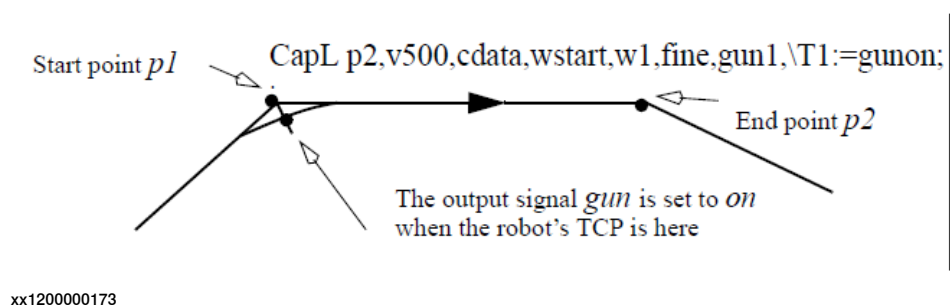 CapL p2,v500,cdata,wstart,w1,fine,gun1,\T1:=gunon;
Start point p1
End point p2
The output signal gun is set to on
when the robot's TCP is here
xx1200000173